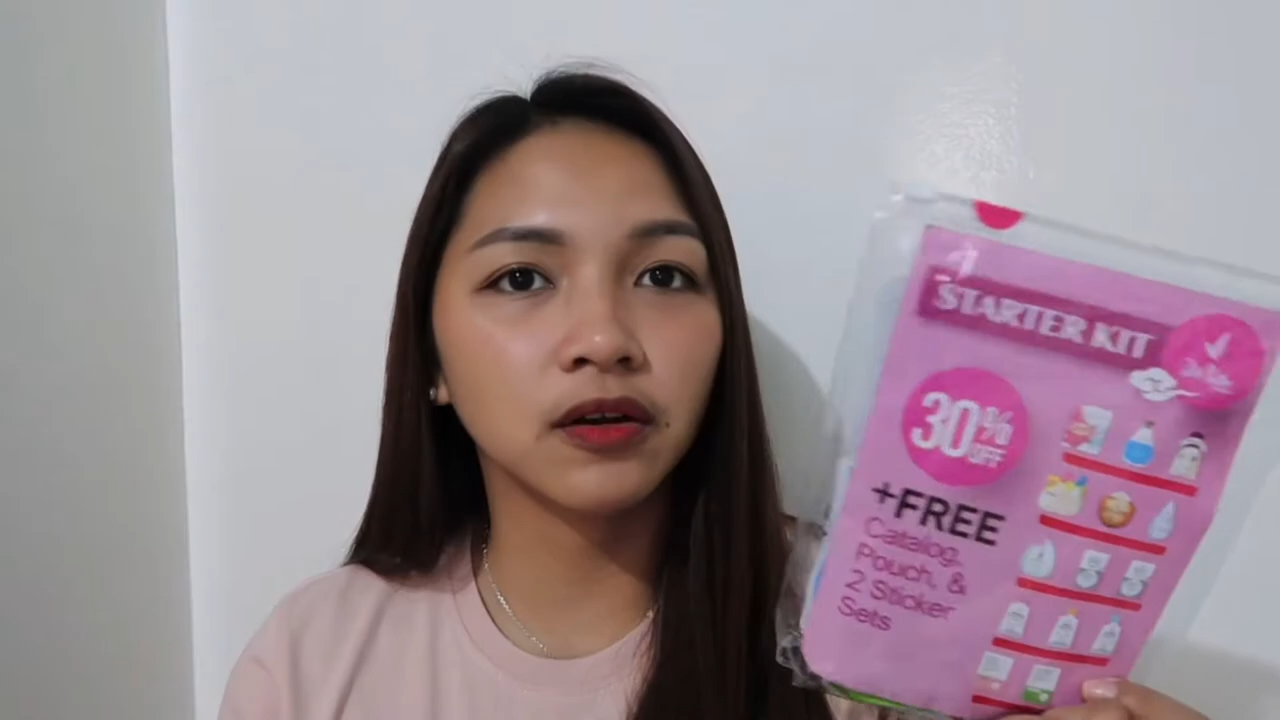 STARTER KIT
30% OFF
+FREE
Catalog,
Pouch, &
2 Sticker
Sets